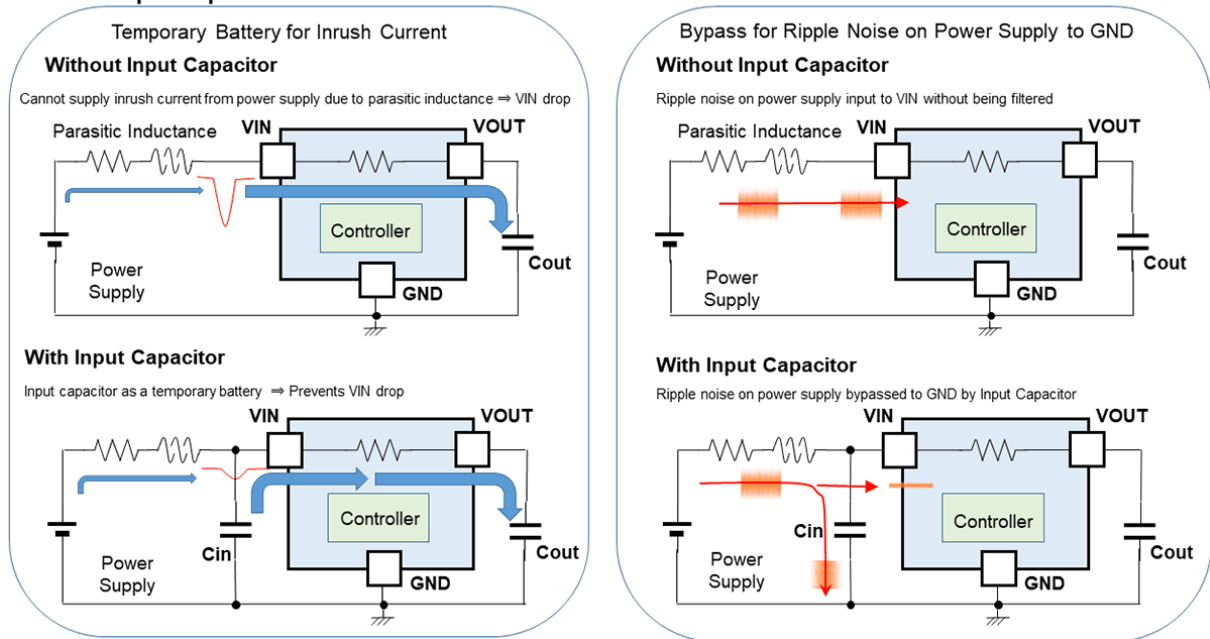 Temporary Battery for Inrush Current
Without Input Capacitor
Cannot supply inrush current from power supply due to parasitic inductance ⇒ VIN drop
Parasitic Inductance
VIN
VOUT
Controller
Power
Supply
Cout
GND
With Input Capacitor
Input capacitor as a temporary battery ⇒ Prevents VIN drop
VIN
VOUT
Controller
Cin
Power
Supply
Cout
GND
Bypass for Ripple Noise on Power Supply to GND
Without Input Capacitor
Ripple noise on power supply input to VIN without being filtered
Parasitic Inductance
VIN
VOUT
Controller
Power
Supply
Cout
GND
With Input Capacitor
Ripple noise on power supply bypassed to GND by Input Capacitor
VIN
VOUT
Controller
Cin
Power
Supply
Cout
GND